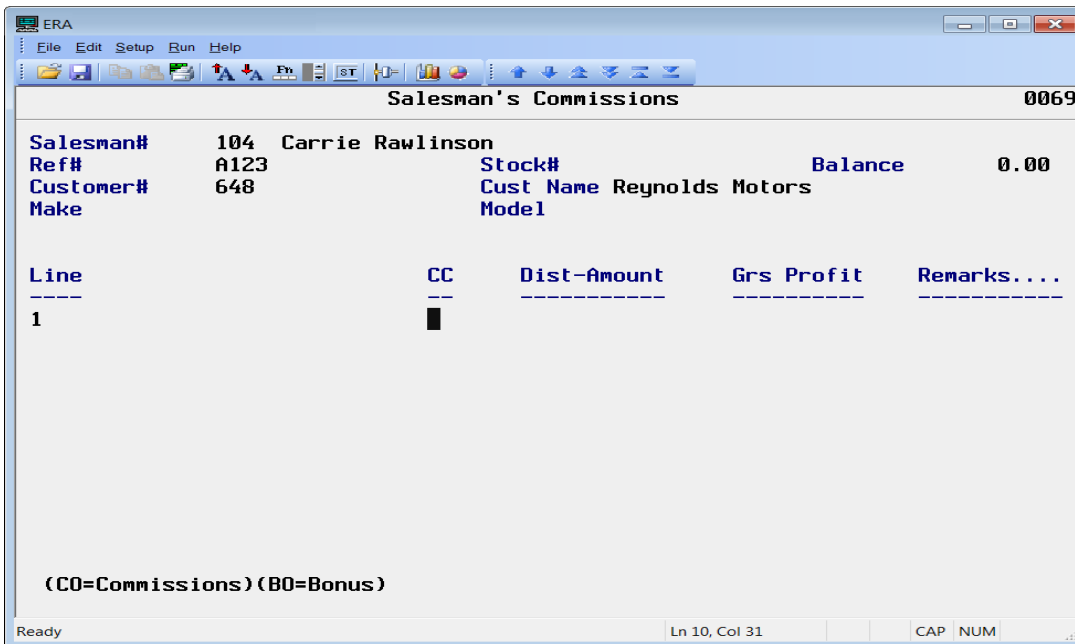 ERA
File Edit Setup Run Help
A A Fn ST
Salesman's Commissions 0069
Salesman# 104 Carrie Rawlinson
Ref# A123 Stock# Balance 0.00
Customer# 648 Cust Name Reynolds Motors
Make Model
Line CC Dist-Amount Grs Profit Remarks....
---- -- ----------- ---------- -----------
1
(CO=Commissions)(BO=Bonus)
Ready Ln 10, Col 31 CAP NUM